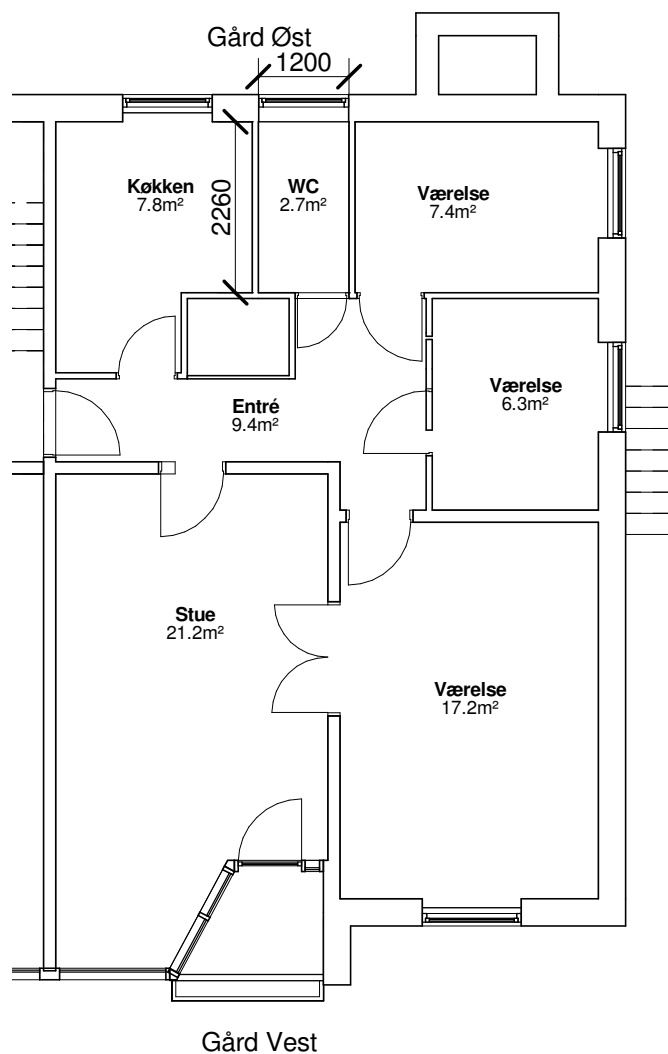 Gård Øst
1200
Køkken
7.8m²
2260
WC
2.7m²
Værelse
7.4m²
Værelse
6.3m²
Entré
9.4m²
Stue
21.2m²
Værelse
17.2m²
Gård Vest